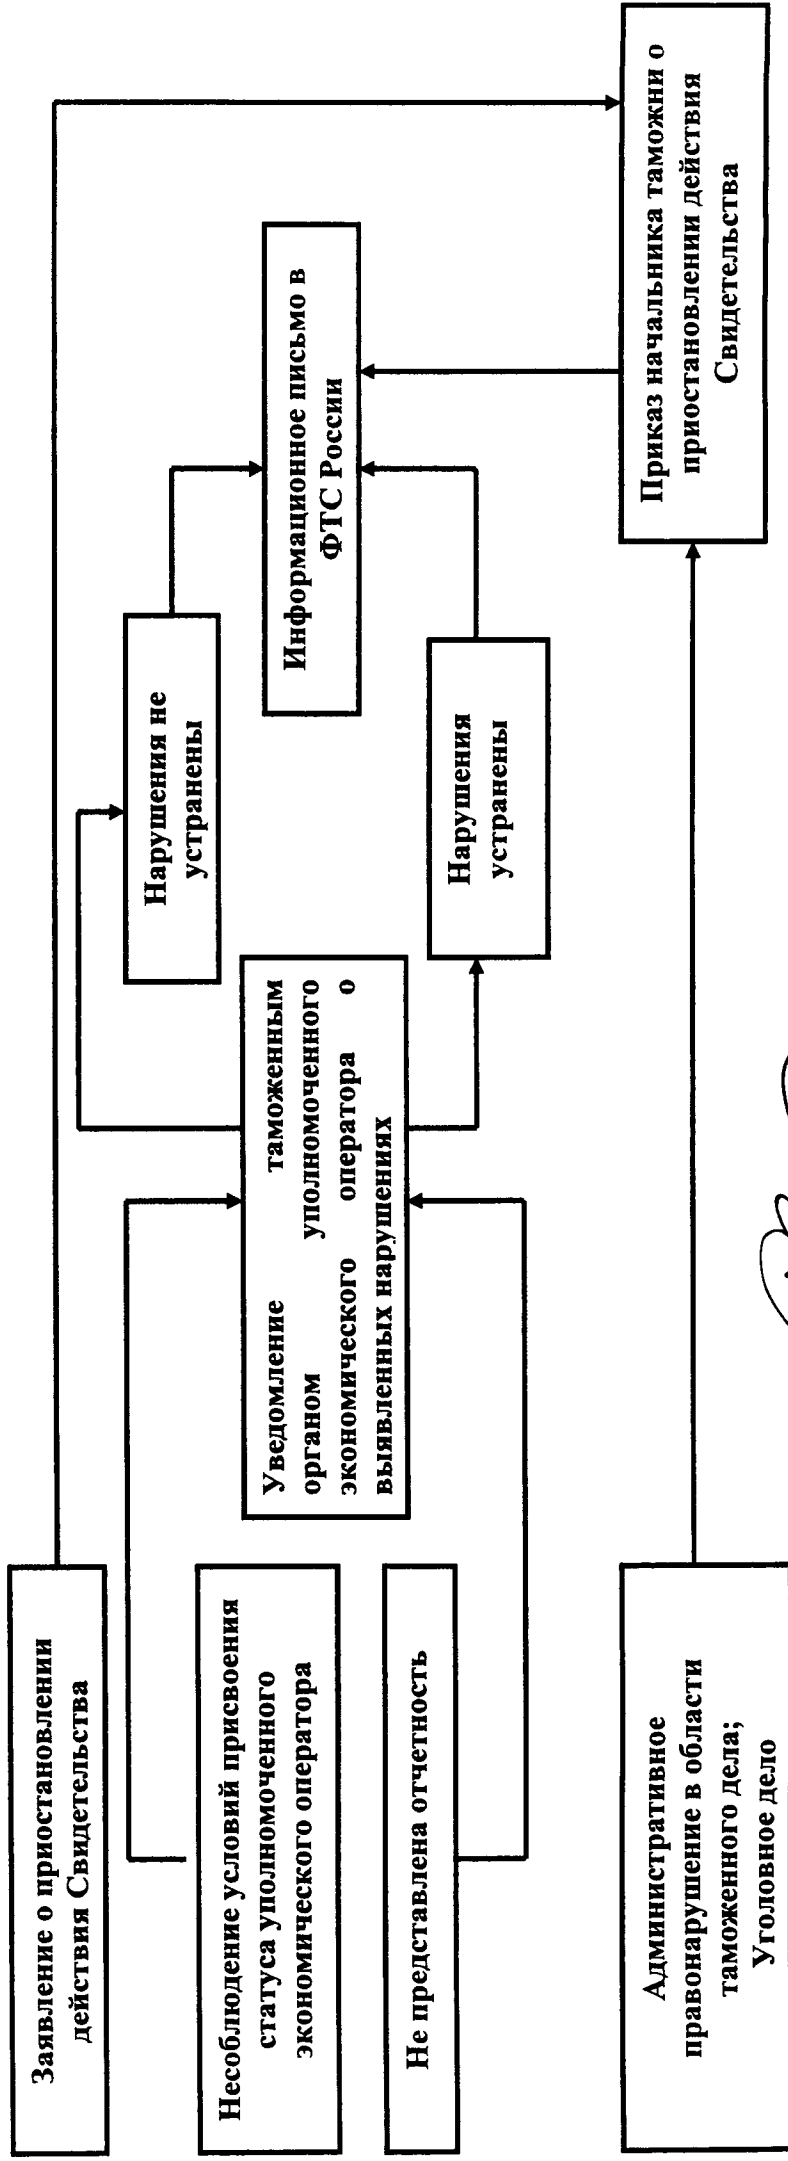 Заявление о приостановлении
действия Свидетельства
Несоблюдение условий присвоения
статуса уполномоченного
экономического оператора
Не представлена отчетность
Административное
правонарушение в области
таможенного дела;
Уголовное дело
Уведомление таможенным
органом уполномоченного
экономического оператора о
выявленных нарушениях
Нарушения не
устранены
Нарушения
устранены
Информационное письмо в
ФТС России
Приказ начальника таможни о
приостановлении действия
Свидетельства